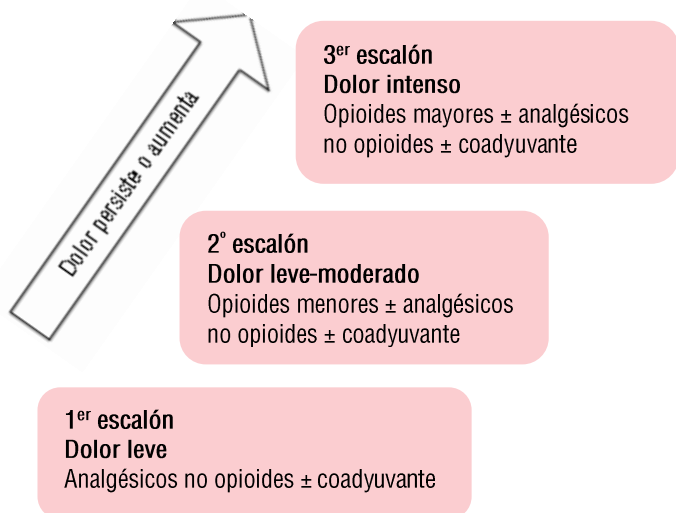 3er escalón
Dolor intenso
Opioides mayores ± analgésicos
no opioides ± coadyuvante
Dolor persiste o aumenta
2º escalón
Dolor leve-moderado
Opioides menores ± analgésicos
no opioides ± coadyuvante
1er escalón
Dolor leve
Analgésicos no opioides ± coadyuvante